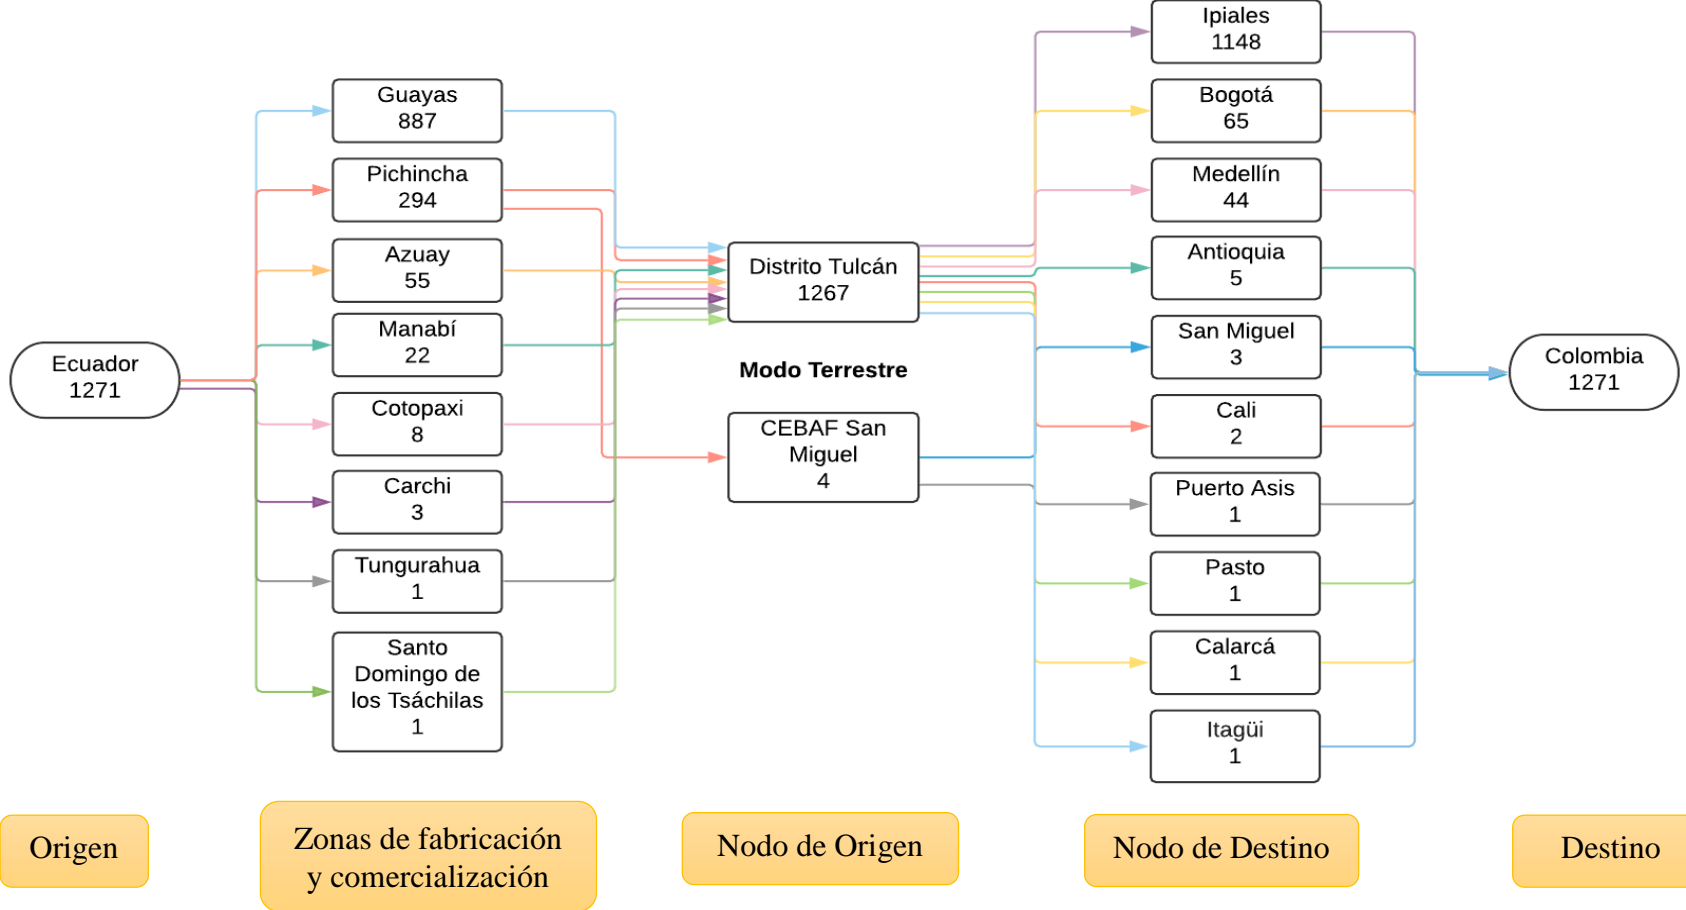 Ecuador
1271
Guayas
887
Pichincha
294
Azuay
55
Manabí
22
Cotopaxi
8
Carchi
3
Tungurahua
1
Santo
Domingo de
los Tsáchilas
1
Distrito Tulcán
1267
Modo Terrestre
CEBAF San
Miguel
4
Ipiales
1148
Bogotá
65
Medellín
44
Antioquia
5
San Miguel
3
Cali
2
Puerto Asis
1
Pasto
1
Calarcá
1
Itagüi
1
Colombia
1271
Origen
Zonas de fabricación
y comercialización
Nodo de Origen
Nodo de Destino
Destino